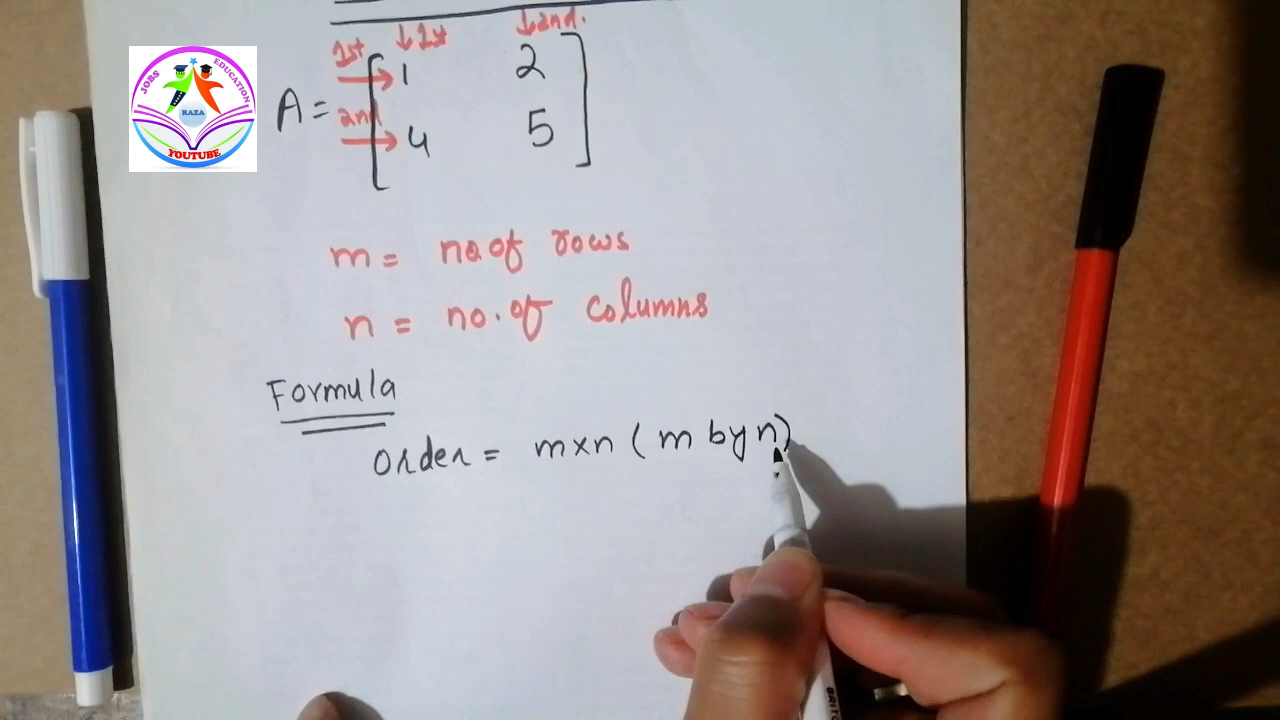 JOBS EDUCATION
RAZA
YOUTUBE
1st ↓1st ↓2nd.
A = [ 1 2
2nd
4 5 ]
m = no. of rows
n = no. of columns
Formula
order = m×n ( m by n)